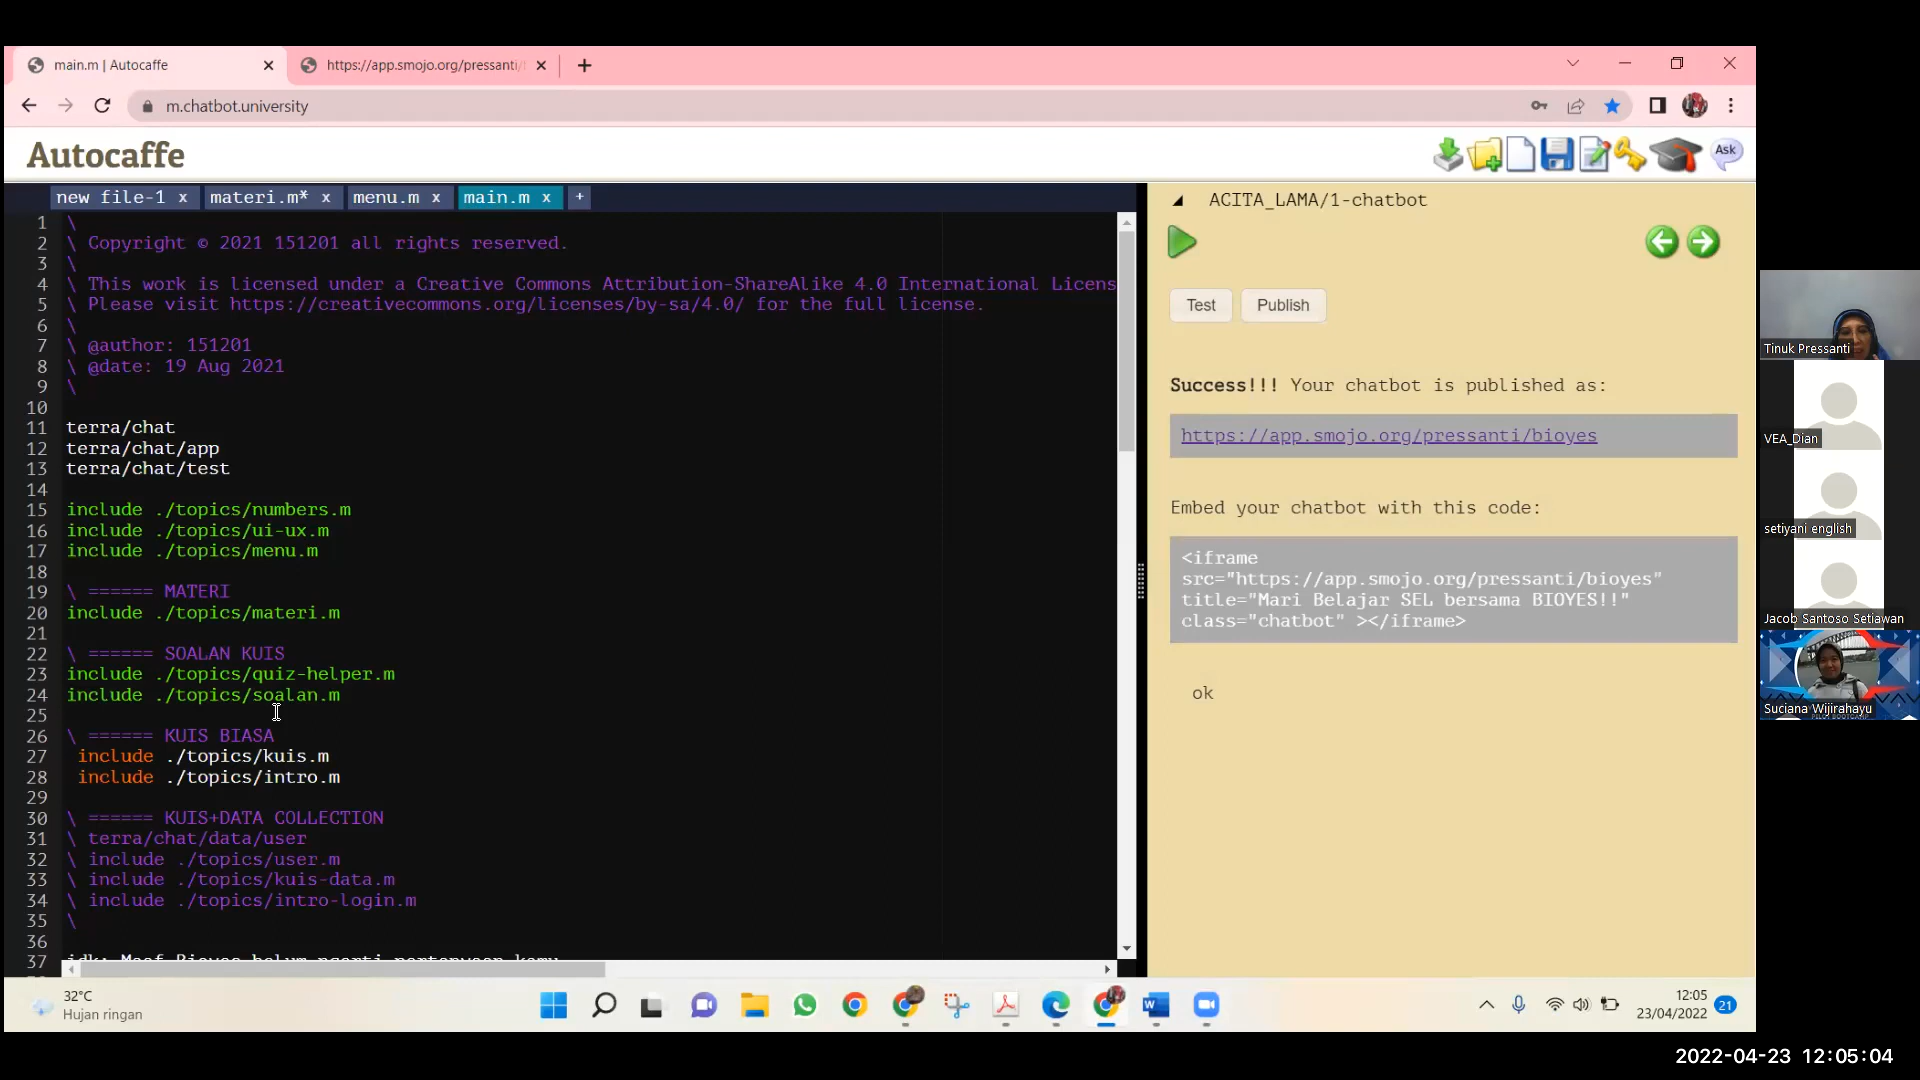 main.m | Autocaffe
https://app.smojo.org/pressanti/
m.chatbot.university
Autocaffe
Ask
new file-1 x
materi.m* x
menu.m x
main.m x
+
1 \
2 \ Copyright © 2021 151201 all rights reserved.
3 \
4 \ This work is licensed under a Creative Commons Attribution-ShareAlike 4.0 International Licens
5 \ Please visit https://creativecommons.org/licenses/by-sa/4.0/ for the full license.
6 \
7 \ @author: 151201
8 \ @date: 19 Aug 2021
9 \
10
11 terra/chat
12 terra/chat/app
13 terra/chat/test
14
15 include ./topics/numbers.m
16 include ./topics/ui-ux.m
17 include ./topics/menu.m
18
19 \ ====== MATERI
20 include ./topics/materi.m
21
22 \ ====== SOALAN KUIS
23 include ./topics/quiz-helper.m
24 include ./topics/soalan.m
25
26 \ ====== KUIS BIASA
27 include ./topics/kuis.m
28 include ./topics/intro.m
29
30 \ ====== KUIS+DATA COLLECTION
31 \ terra/chat/data/user
32 \ include ./topics/user.m
33 \ include ./topics/kuis-data.m
34 \ include ./topics/intro-login.m
35 \
36
37 idk: Maaf Bioyes belum ngerti pertanyaan kamu
ACITA_LAMA/1-chatbot
Test
Publish
Success!!! Your chatbot is published as:
https://app.smojo.org/pressanti/bioyes
Embed your chatbot with this code:
<iframe
src="https://app.smojo.org/pressanti/bioyes"
title="Mari Belajar SEL bersama BIOYES!!"
class="chatbot" ></iframe>
ok
Tinuk Pressanti
VEA_Dian
setiyani english
Jacob Santoso Setiawan
Suciana Wijirahayu
32°C
Hujan ringan
12:05
23/04/2022
21
2022-04-23 12:05:04